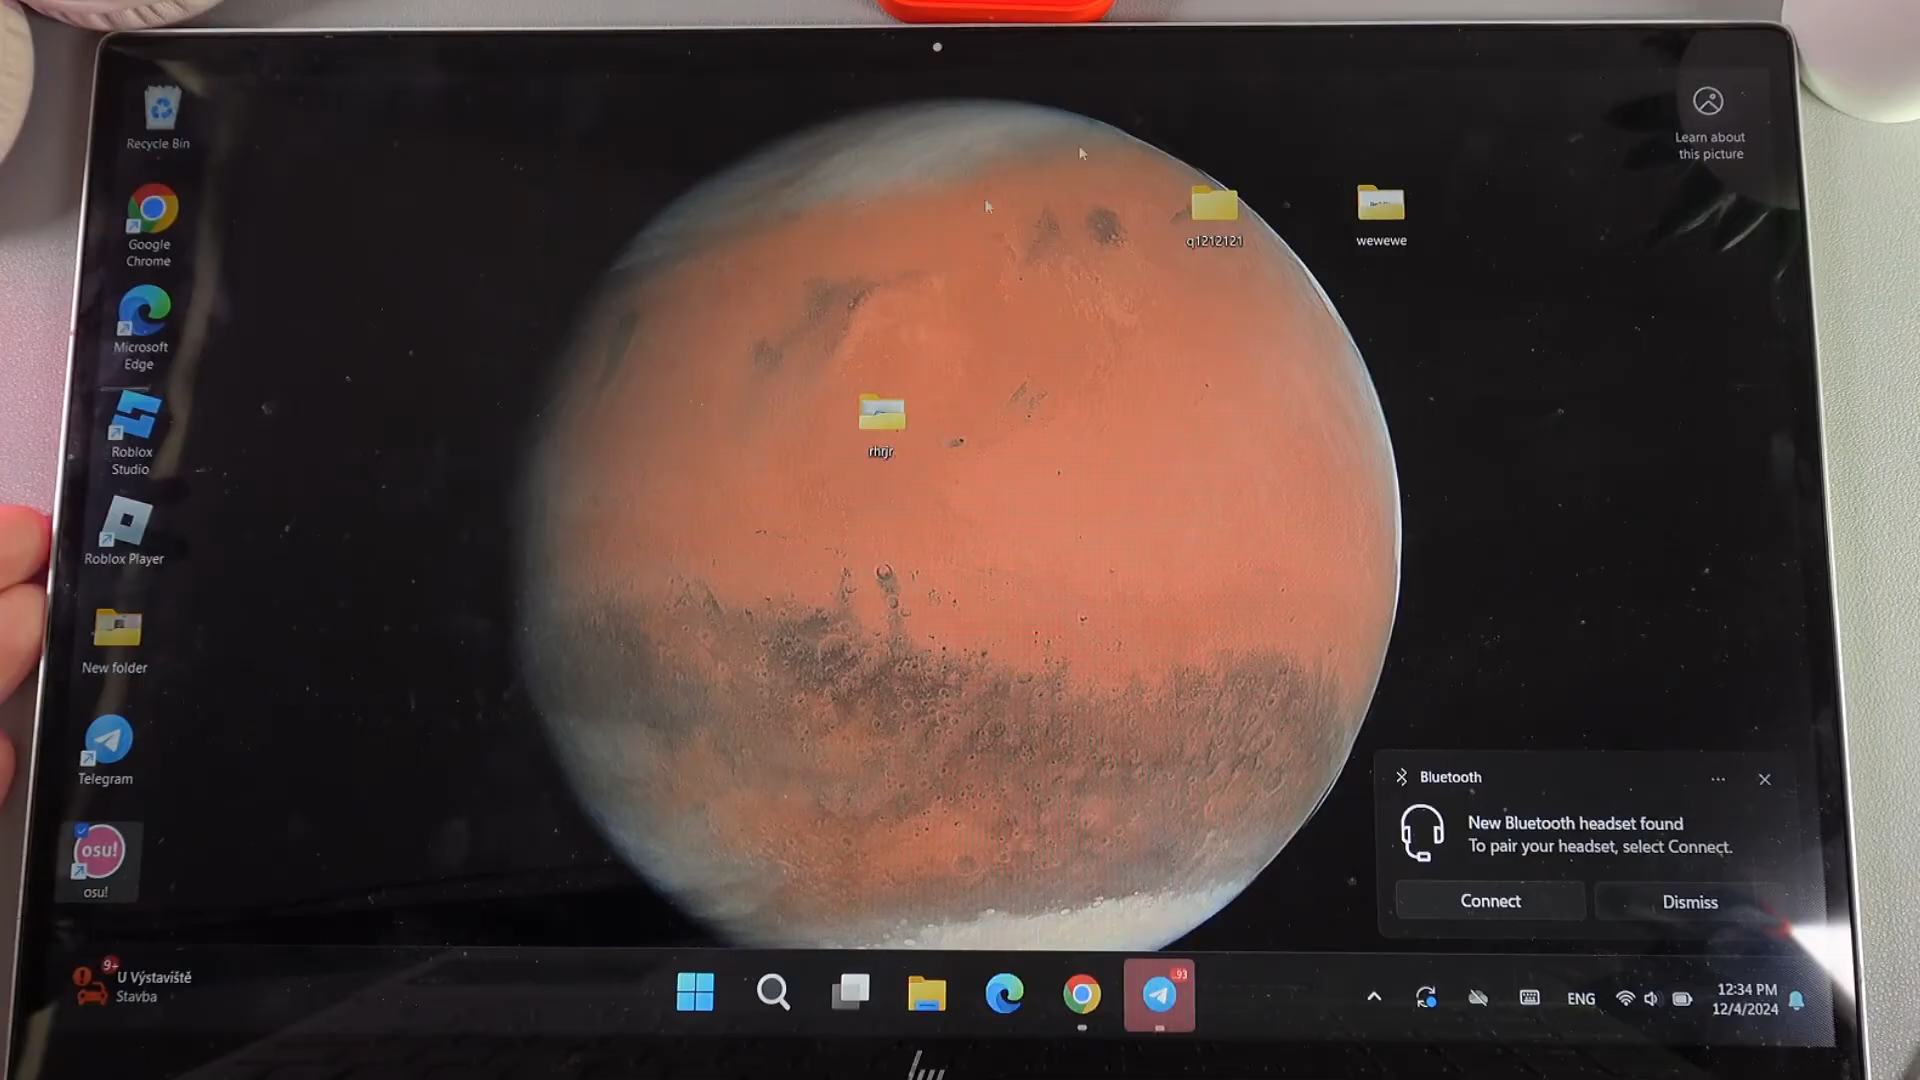 Recycle Bin
Google
Chrome
Microsoft
Edge
Roblox
Studio
Roblox Player
New folder
Telegram
osu!
osu!
rhrjr
q1212121
wewewe
Learn about
this picture
Bluetooth
New Bluetooth headset found
To pair your headset, select Connect.
Connect
Dismiss
9+
U Výstaviště
Stavba
93
ENG
12:34 PM
12/4/2024
hp